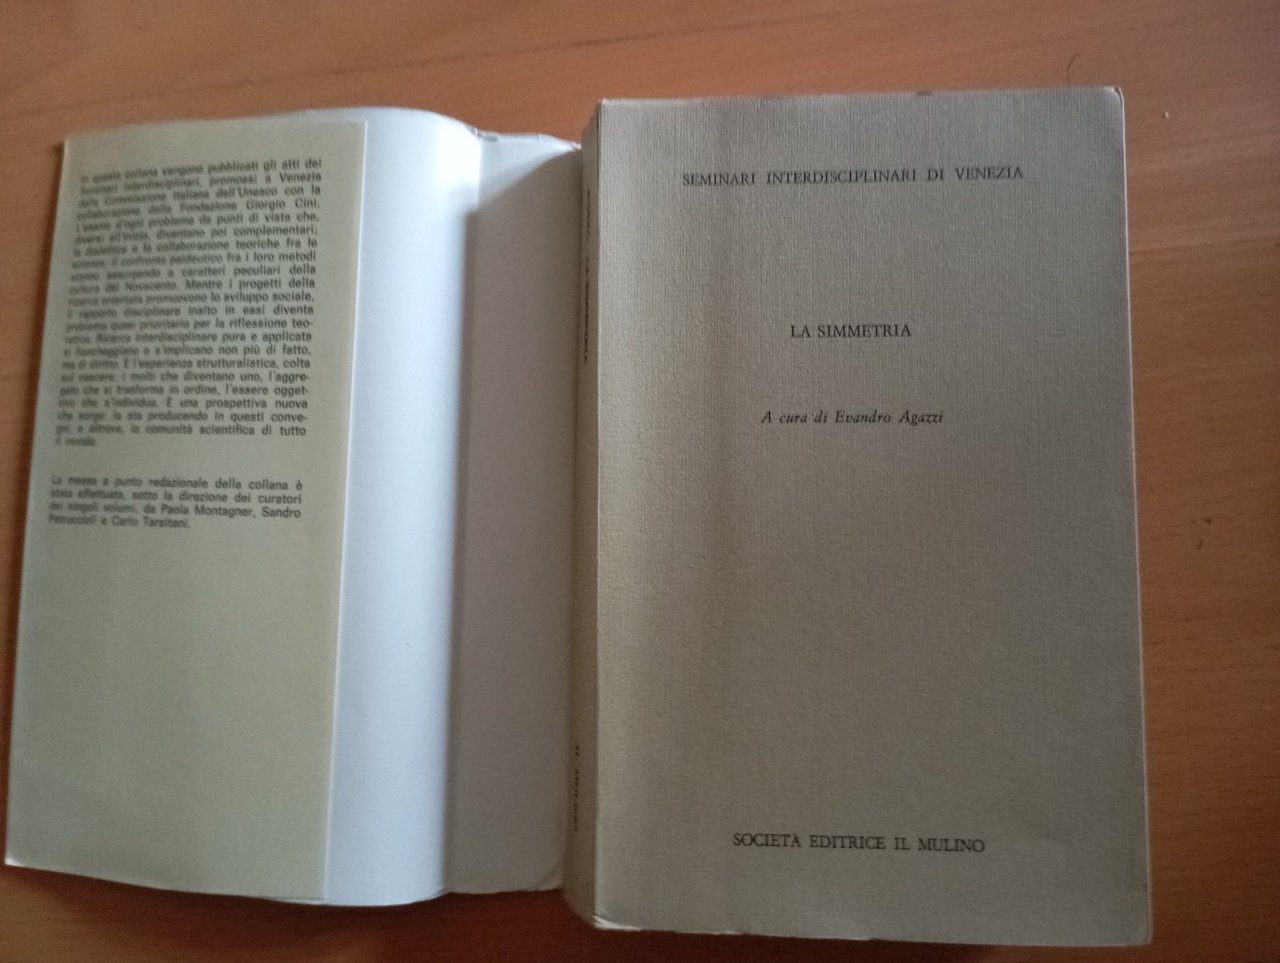 In questa collana vengono pubblicati gli atti dei
Seminari interdisciplinari, promossi a Venezia
dalla Commissione italiana dell'Unesco con la
collaborazione della Fondazione Giorgio Cini.
L'esame d'ogni problema da punti di vista che,
diversi all'inizio, diventano poi complementari;
la dialettica e la collaborazione teoriche fra le
scienze; il confronto paideutico fra i loro metodi
stanno assurgendo a caratteri peculiari della
cultura del Novecento. Mentre i progetti della
ricerca orientata promuovono lo sviluppo sociale,
il rapporto disciplinare insito in essi diventa
problema quasi prioritario per la riflessione teo-
retica. Ricerca interdisciplinare pura e applicata
si fiancheggiano e s'implicano non più di fatto,
ma di diritto. È l'esperienza strutturalistica, colta
sul nascere: i molti che diventano uno, l'aggre-
gato che si trasforma in ordine, l'essere ogget-
tivo che s'individua. È una prospettiva nuova
che sorge: la sta producendo in questi conve-
gni, e altrove, la comunità scientifica di tutto
il mondo.
La messa a punto redazionale della collana è
stata effettuata, sotto la direzione dei curatori
dei singoli volumi, da Paola Montagner, Sandro
Petruccioli e Carlo Tarsitani.
LA SIMMETRIA
IL MULINO
SEMINARI INTERDISCIPLINARI DI VENEZIA
LA SIMMETRIA
A cura di Evandro Agazzi
SOCIETÀ EDITRICE IL MULINO